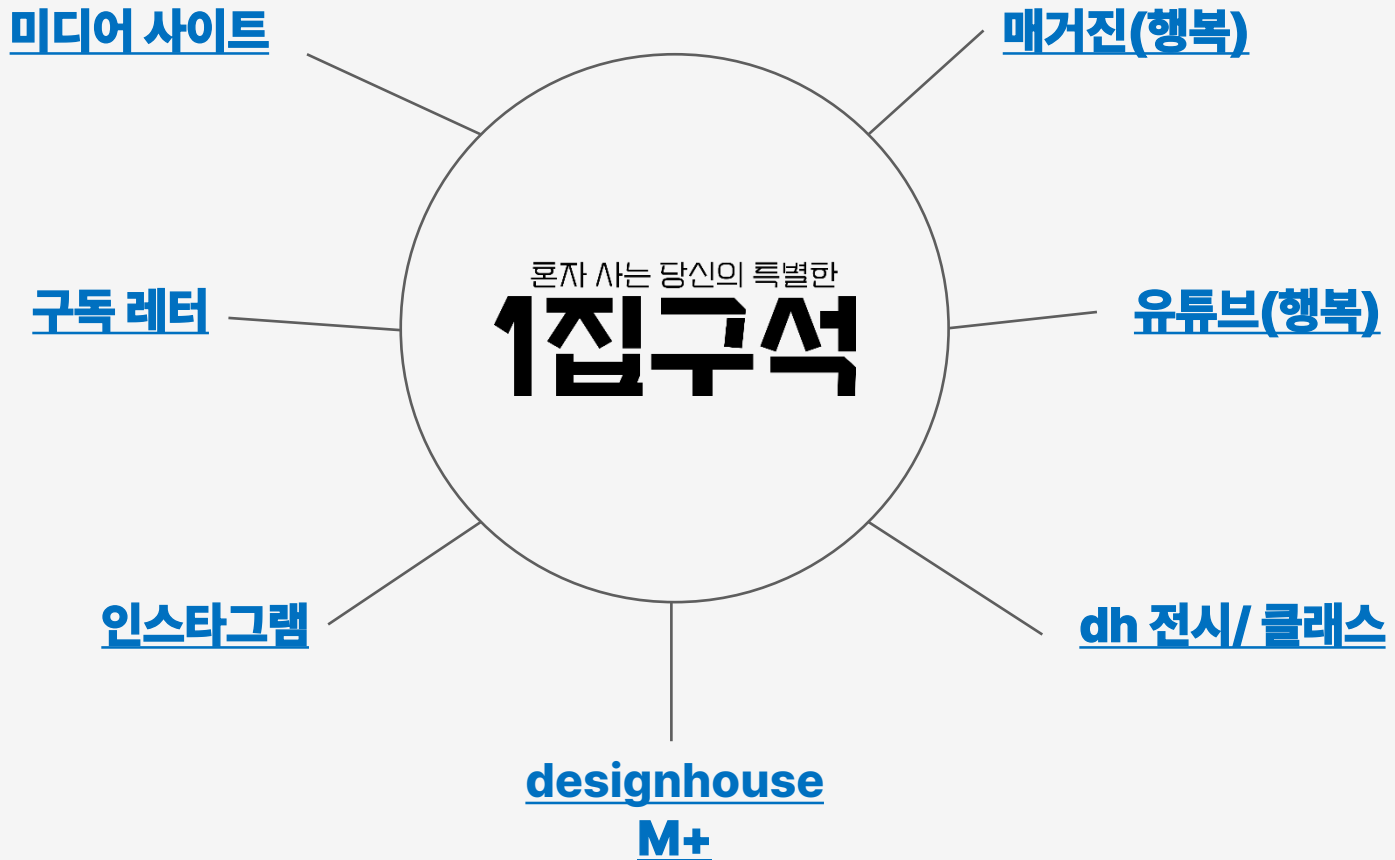 미디어 사이트
매거진(행복)
혼자 사는 당신의 특별한
1집구석
구독 레터
유튜브(행복)
인스타그램
dh 전시/ 클래스
designhouse
M+